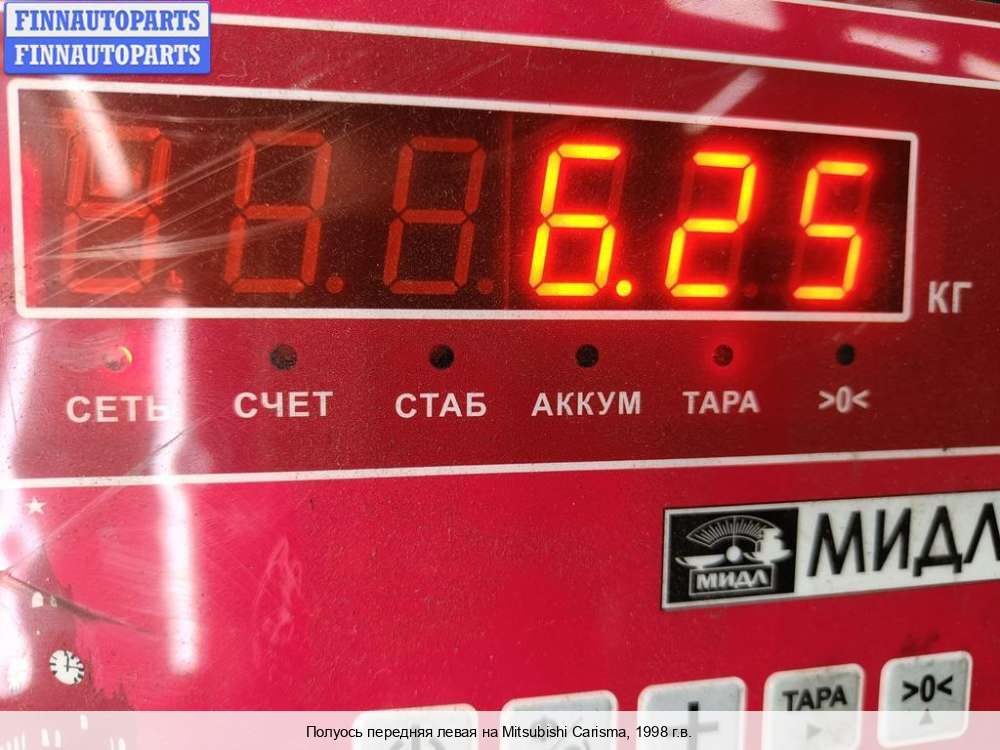 FINNAUTOPARTS
FINNAUTOPARTS
6.25
КГ
СЕТЬ СЧЕТ СТАБ АККУМ ТАРА >0<
МИДЛ МИДЛ
% + ТАРА >0<
Полуось передняя левая на Mitsubishi Carisma, 1998 г.в.